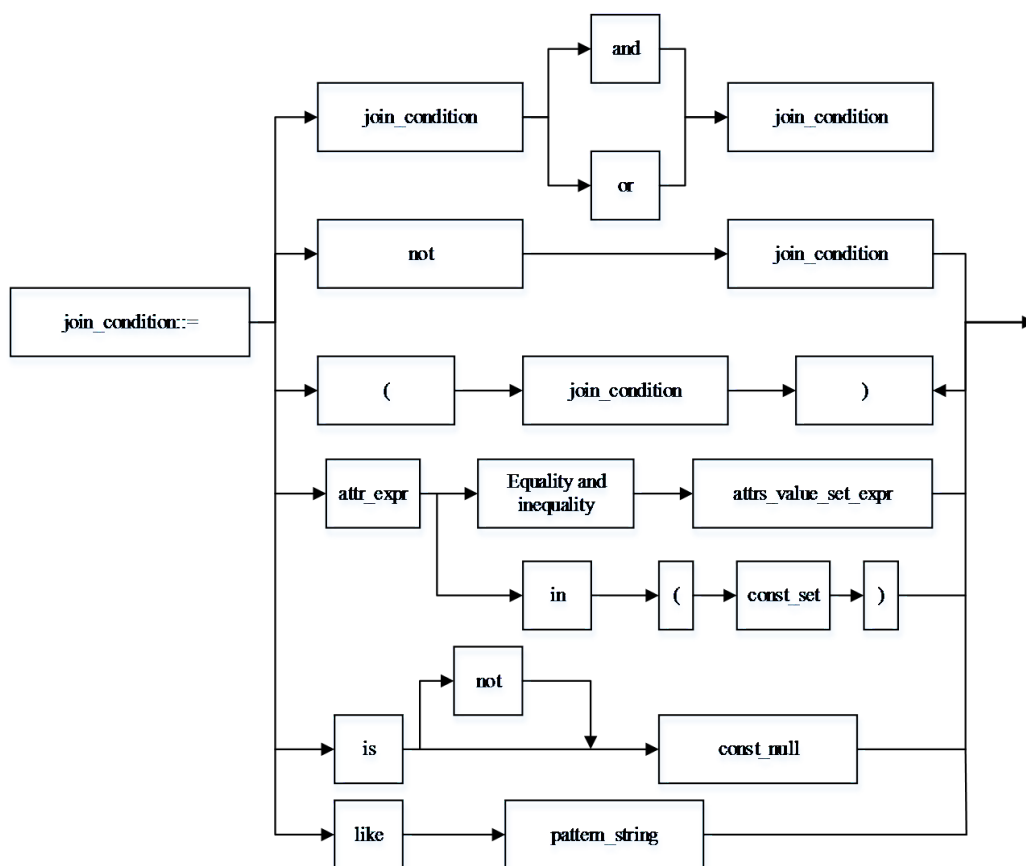 and
join_condition
join_condition
or
not
join_condition
join_condition::=
(
join_condition
)
attr_expr
Equality and
inequality
attrs_value_set_expr
in
(
const_set
)
not
is
const_null
like
pattern_string